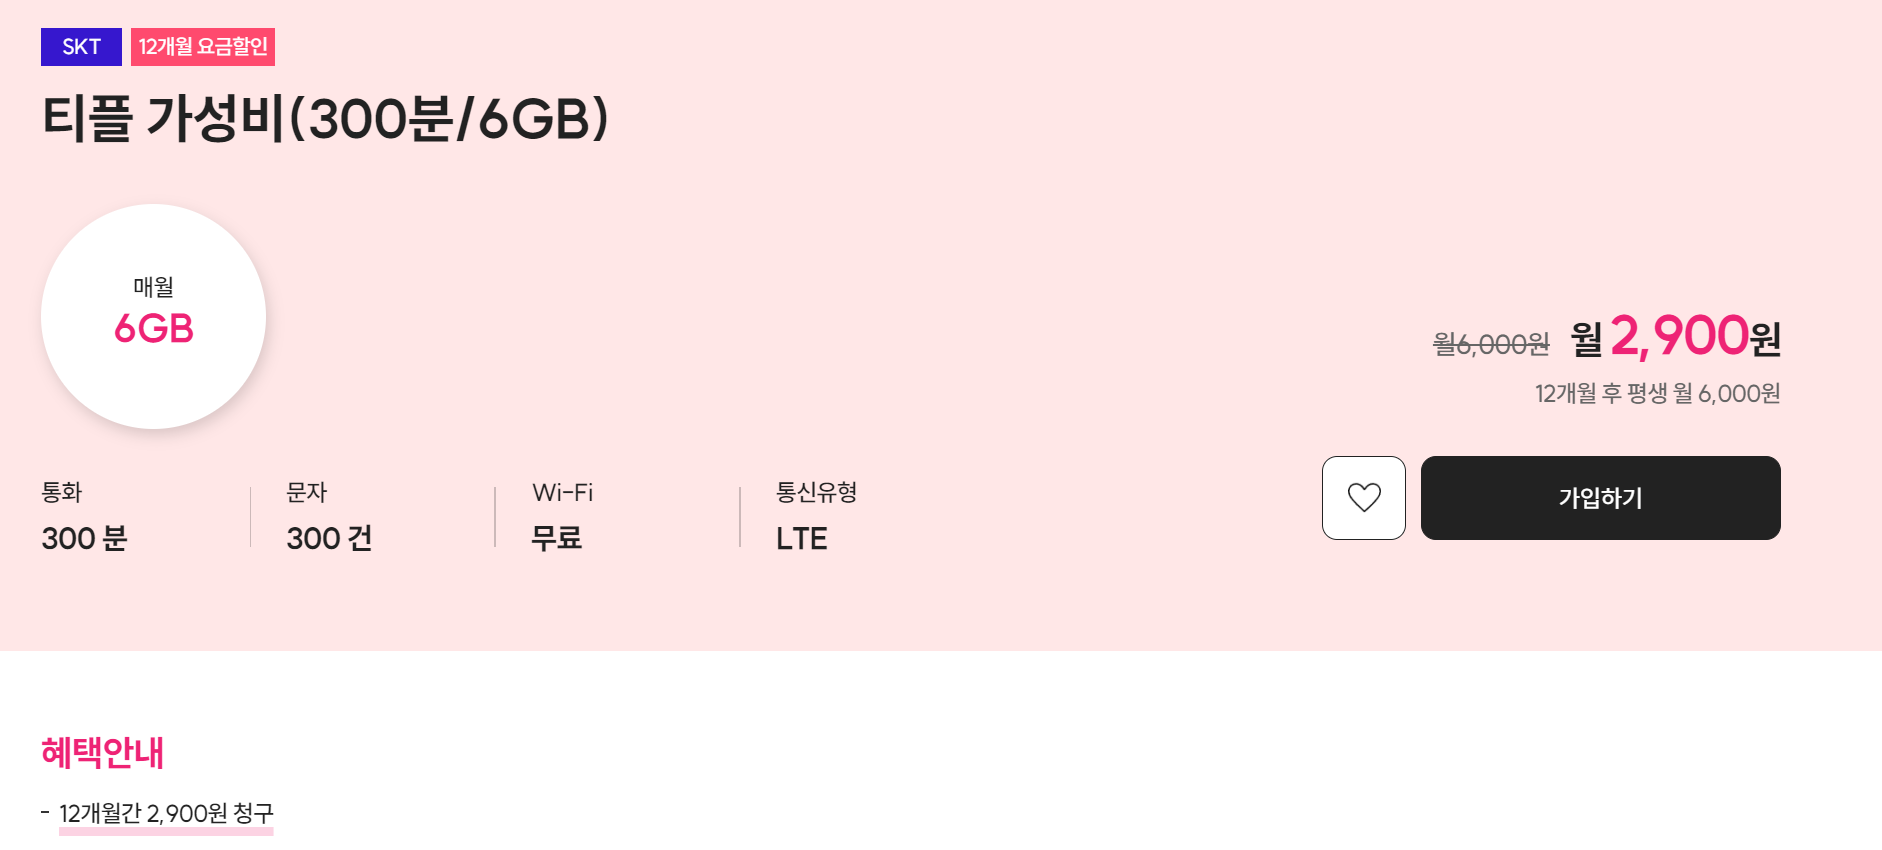 SKT 12개월 요금할인
티플 가성비(300분/6GB)
매월
6GB
월6,000원 월 2,900원
12개월 후 평생 월 6,000원
통화 문자 Wi-Fi 통신유형
300 분 300 건 무료 LTE
가입하기
혜택안내
- 12개월간 2,900원 청구